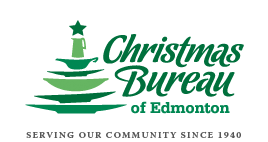 Christmas
Bureau
of Edmonton
SERVING OUR COMMUNITY SINCE 1940